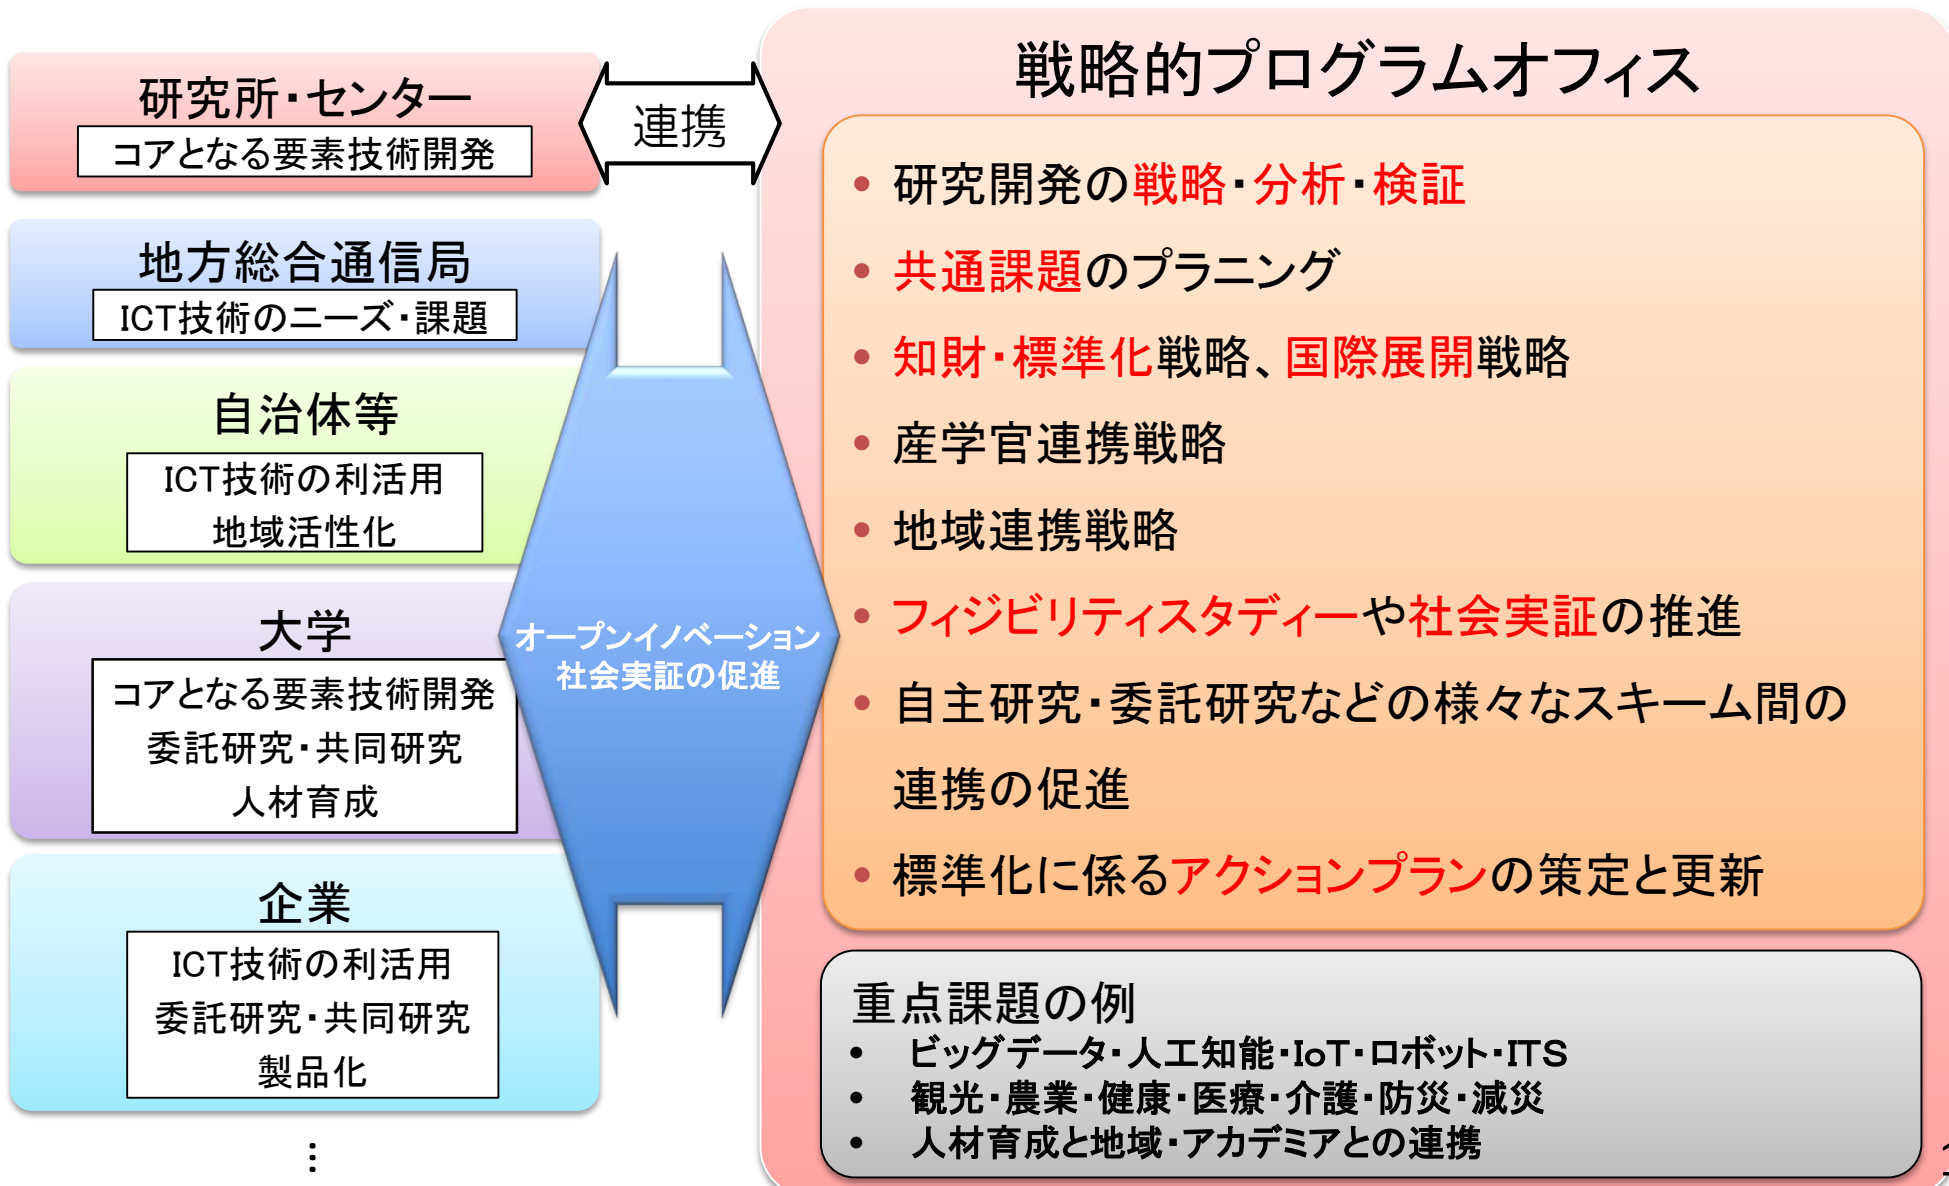 研究所・センター
コアとなる要素技術開発
連携
地方総合通信局
ICT技術のニーズ・課題
自治体等
ICT技術の利活用
地域活性化
大学
コアとなる要素技術開発
委託研究・共同研究
人材育成
企業
ICT技術の利活用
委託研究・共同研究
製品化
⋮
オープンイノベーション
社会実証の促進
戦略的プログラムオフィス
• 研究開発の戦略・分析・検証
• 共通課題のプラニング
• 知財・標準化戦略、国際展開戦略
• 産学官連携戦略
• 地域連携戦略
• フィジビリティスタディーや社会実証の推進
• 自主研究・委託研究などの様々なスキーム間の
連携の促進
• 標準化に係るアクションプランの策定と更新
重点課題の例
• ビッグデータ・人工知能・IoT・ロボット・ITS
• 観光・農業・健康・医療・介護・防災・減災
• 人材育成と地域・アカデミアとの連携